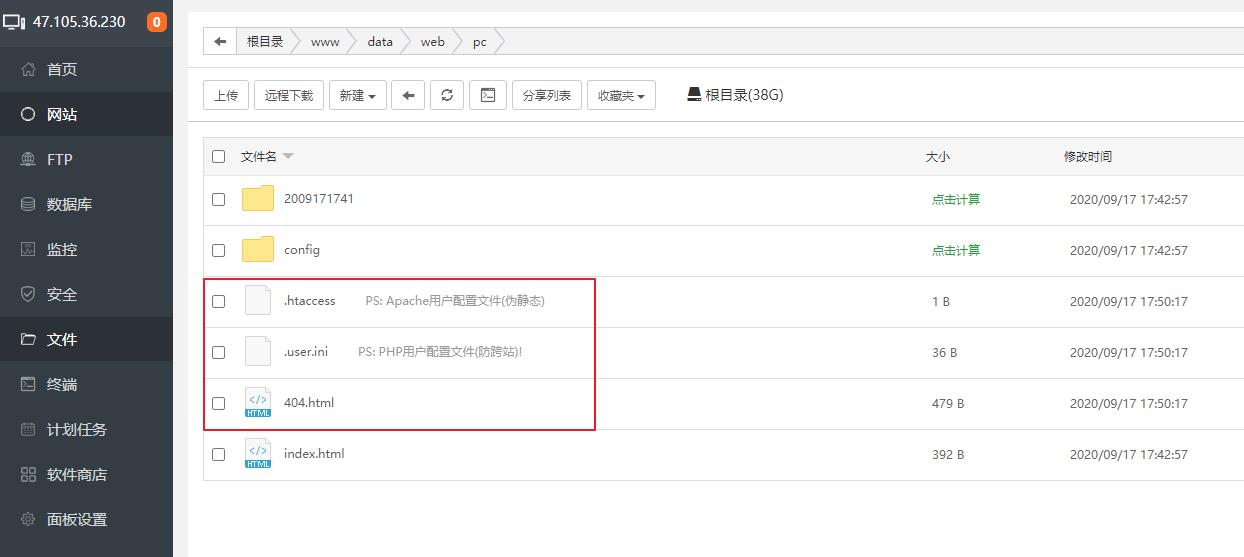 47.105.36.230 0
首页
网站
FTP
数据库
监控
安全
文件
终端
计划任务
软件商店
面板设置
根目录 www data web pc
上传 远程下载 新建 分享列表 收藏夹 根目录(38G)
文件名 大小 修改时间
2009171741 点击计算 2020/09/17 17:42:57
config 点击计算 2020/09/17 17:42:57
.htaccess PS: Apache用户配置文件(伪静态) 1 B 2020/09/17 17:50:17
.user.ini PS: PHP用户配置文件(防跨站)! 36 B 2020/09/17 17:50:17
</> HTML 404.html 479 B 2020/09/17 17:50:17
</> HTML index.html 392 B 2020/09/17 17:42:57